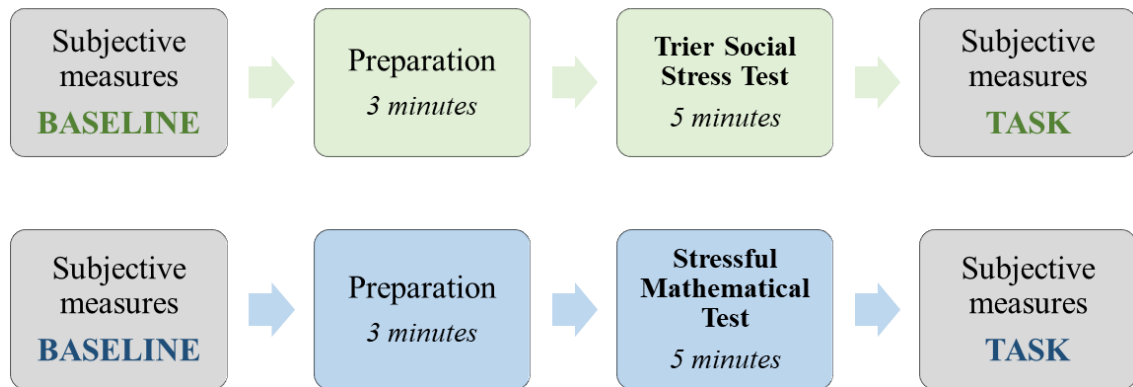 Subjective
measures
BASELINE
Preparation
3 minutes
Trier Social
Stress Test
5 minutes
Subjective
measures
TASK
Subjective
measures
BASELINE
Preparation
3 minutes
Stressful
Mathematical
Test
5 minutes
Subjective
measures
TASK